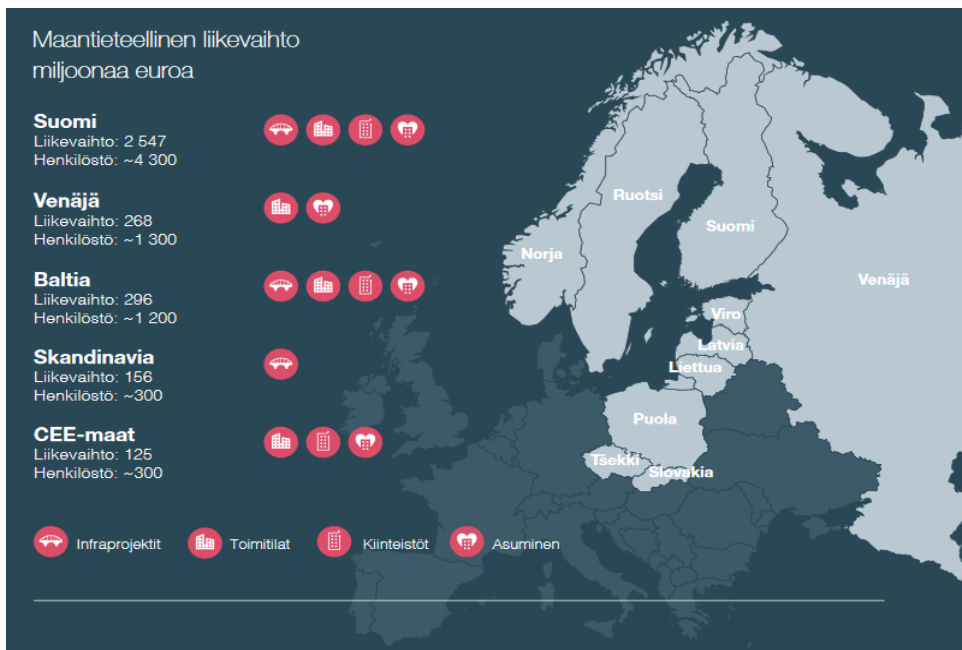 Maantieteellinen liikevaihto
miljoonaa euroa
Suomi
Liikevaihto: 2 547
Henkilöstö: ~4 300
Venäjä
Liikevaihto: 268
Henkilöstö: ~1 300
Baltia
Liikevaihto: 296
Henkilöstö: ~1 200
Skandinavia
Liikevaihto: 156
Henkilöstö: ~300
CEE-maat
Liikevaihto: 125
Henkilöstö: ~300
Infraprojektit
Toimitilat
Kiinteistöt
Asuminen
Ruotsi
Suomi
Norja
Venäjä
Viro
Latvia
Liettua
Puola
Tsekki
Slovakia